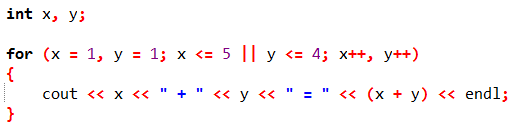 int x, y;
for (x = 1, y = 1; x <= 5 || y <= 4; x++, y++)
{
cout << x << " + " << y << " = " << (x + y) << endl;
}